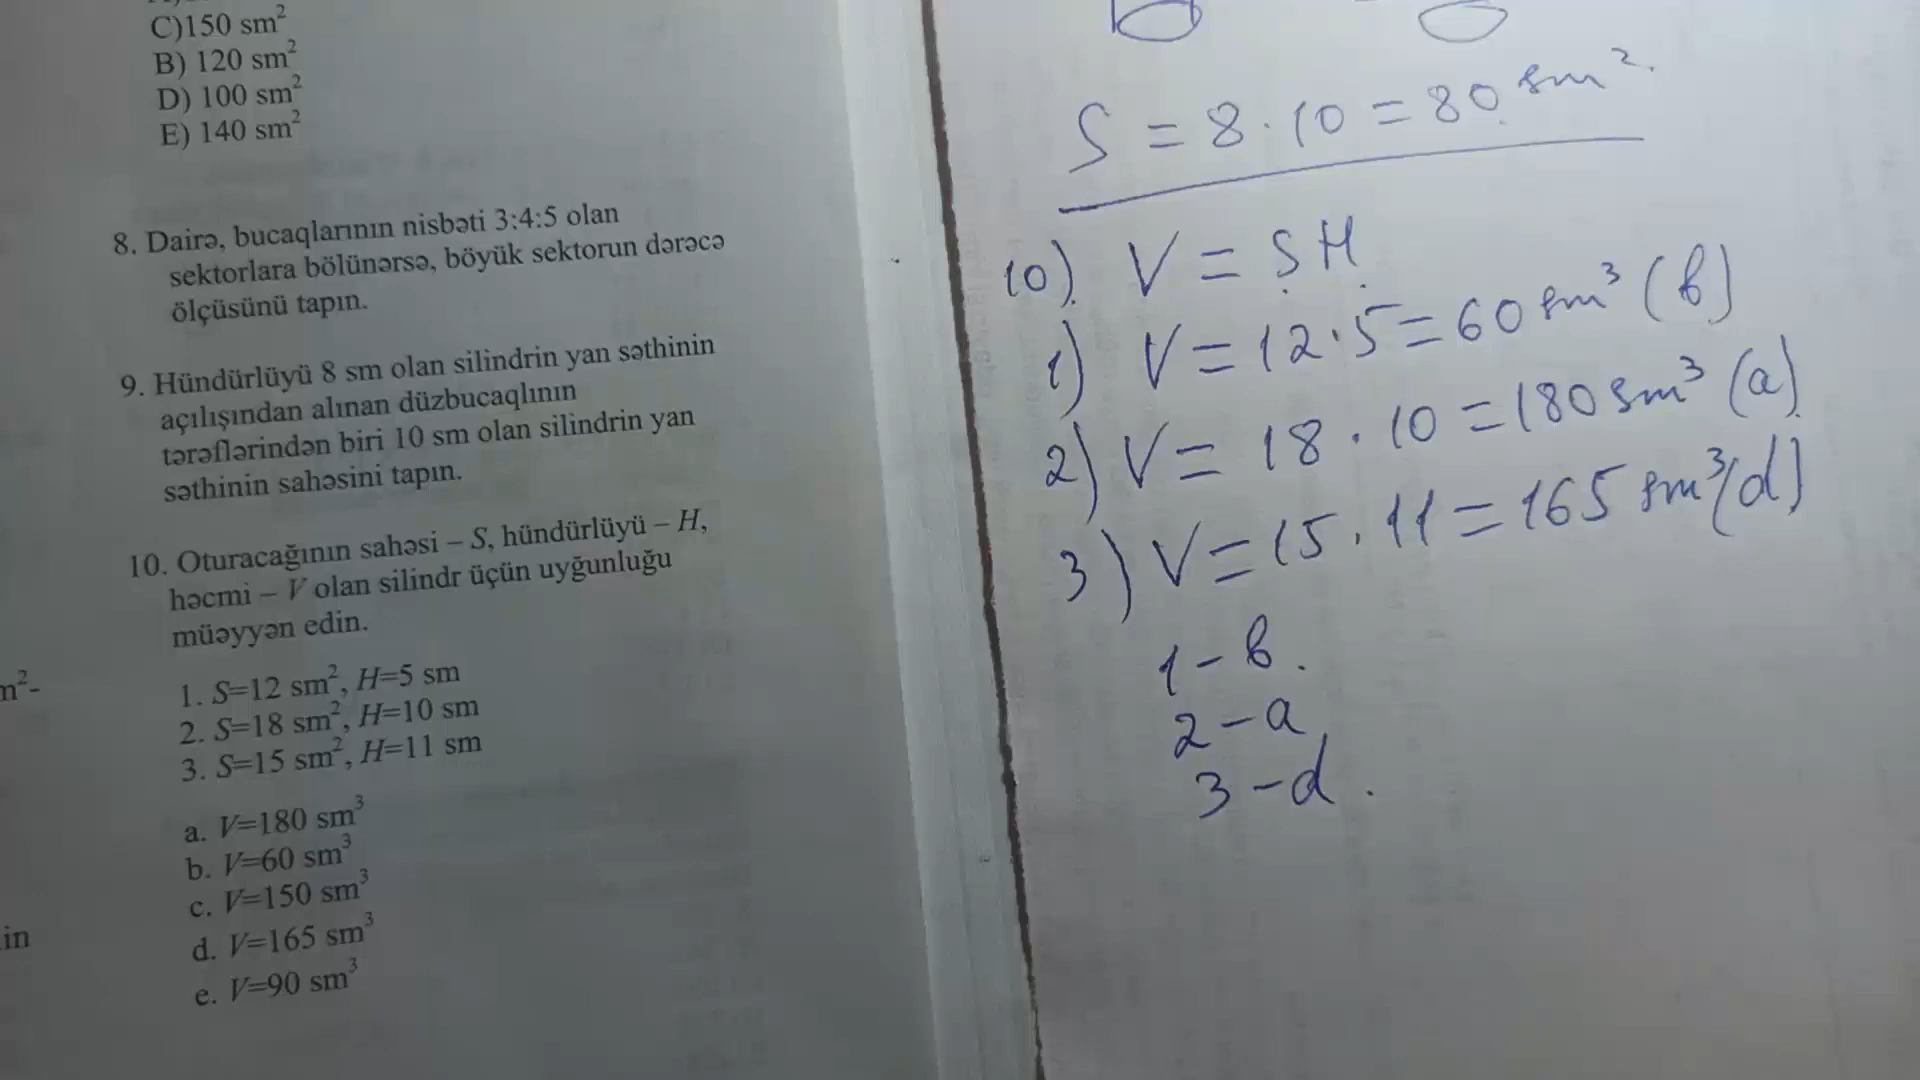 C)150 sm²
B) 120 sm²
D) 100 sm²
E) 140 sm²
8. Dairə, bucaqlarının nisbəti 3:4:5 olan
sektorlara bölünərsə, böyük sektorun dərəcə
ölçüsünü tapın.
9. Hündürlüyü 8 sm olan silindrin yan səthinin
açılışından alınan düzbucaqlının
tərəflərindən biri 10 sm olan silindrin yan
səthinin sahəsini tapın.
10. Oturacağının sahəsi – S, hündürlüyü – H,
həcmi – V olan silindr üçün uyğunluğu
müəyyən edin.
1. S=12 sm², H=5 sm
2. S=18 sm², H=10 sm
3. S=15 sm², H=11 sm
a. V=180 sm³
b. V=60 sm³
c. V=150 sm³
d. V=165 sm³
e. V=90 sm³
in
S = 8 · 10 = 80 sm².
10) V = SH
1) V = 12 · 5 = 60 sm³ (b)
2) V = 18 · 10 = 180 sm³ (a)
3) V = 15 · 11 = 165 sm³ (d)
1 – b.
2 – a
3 – d.